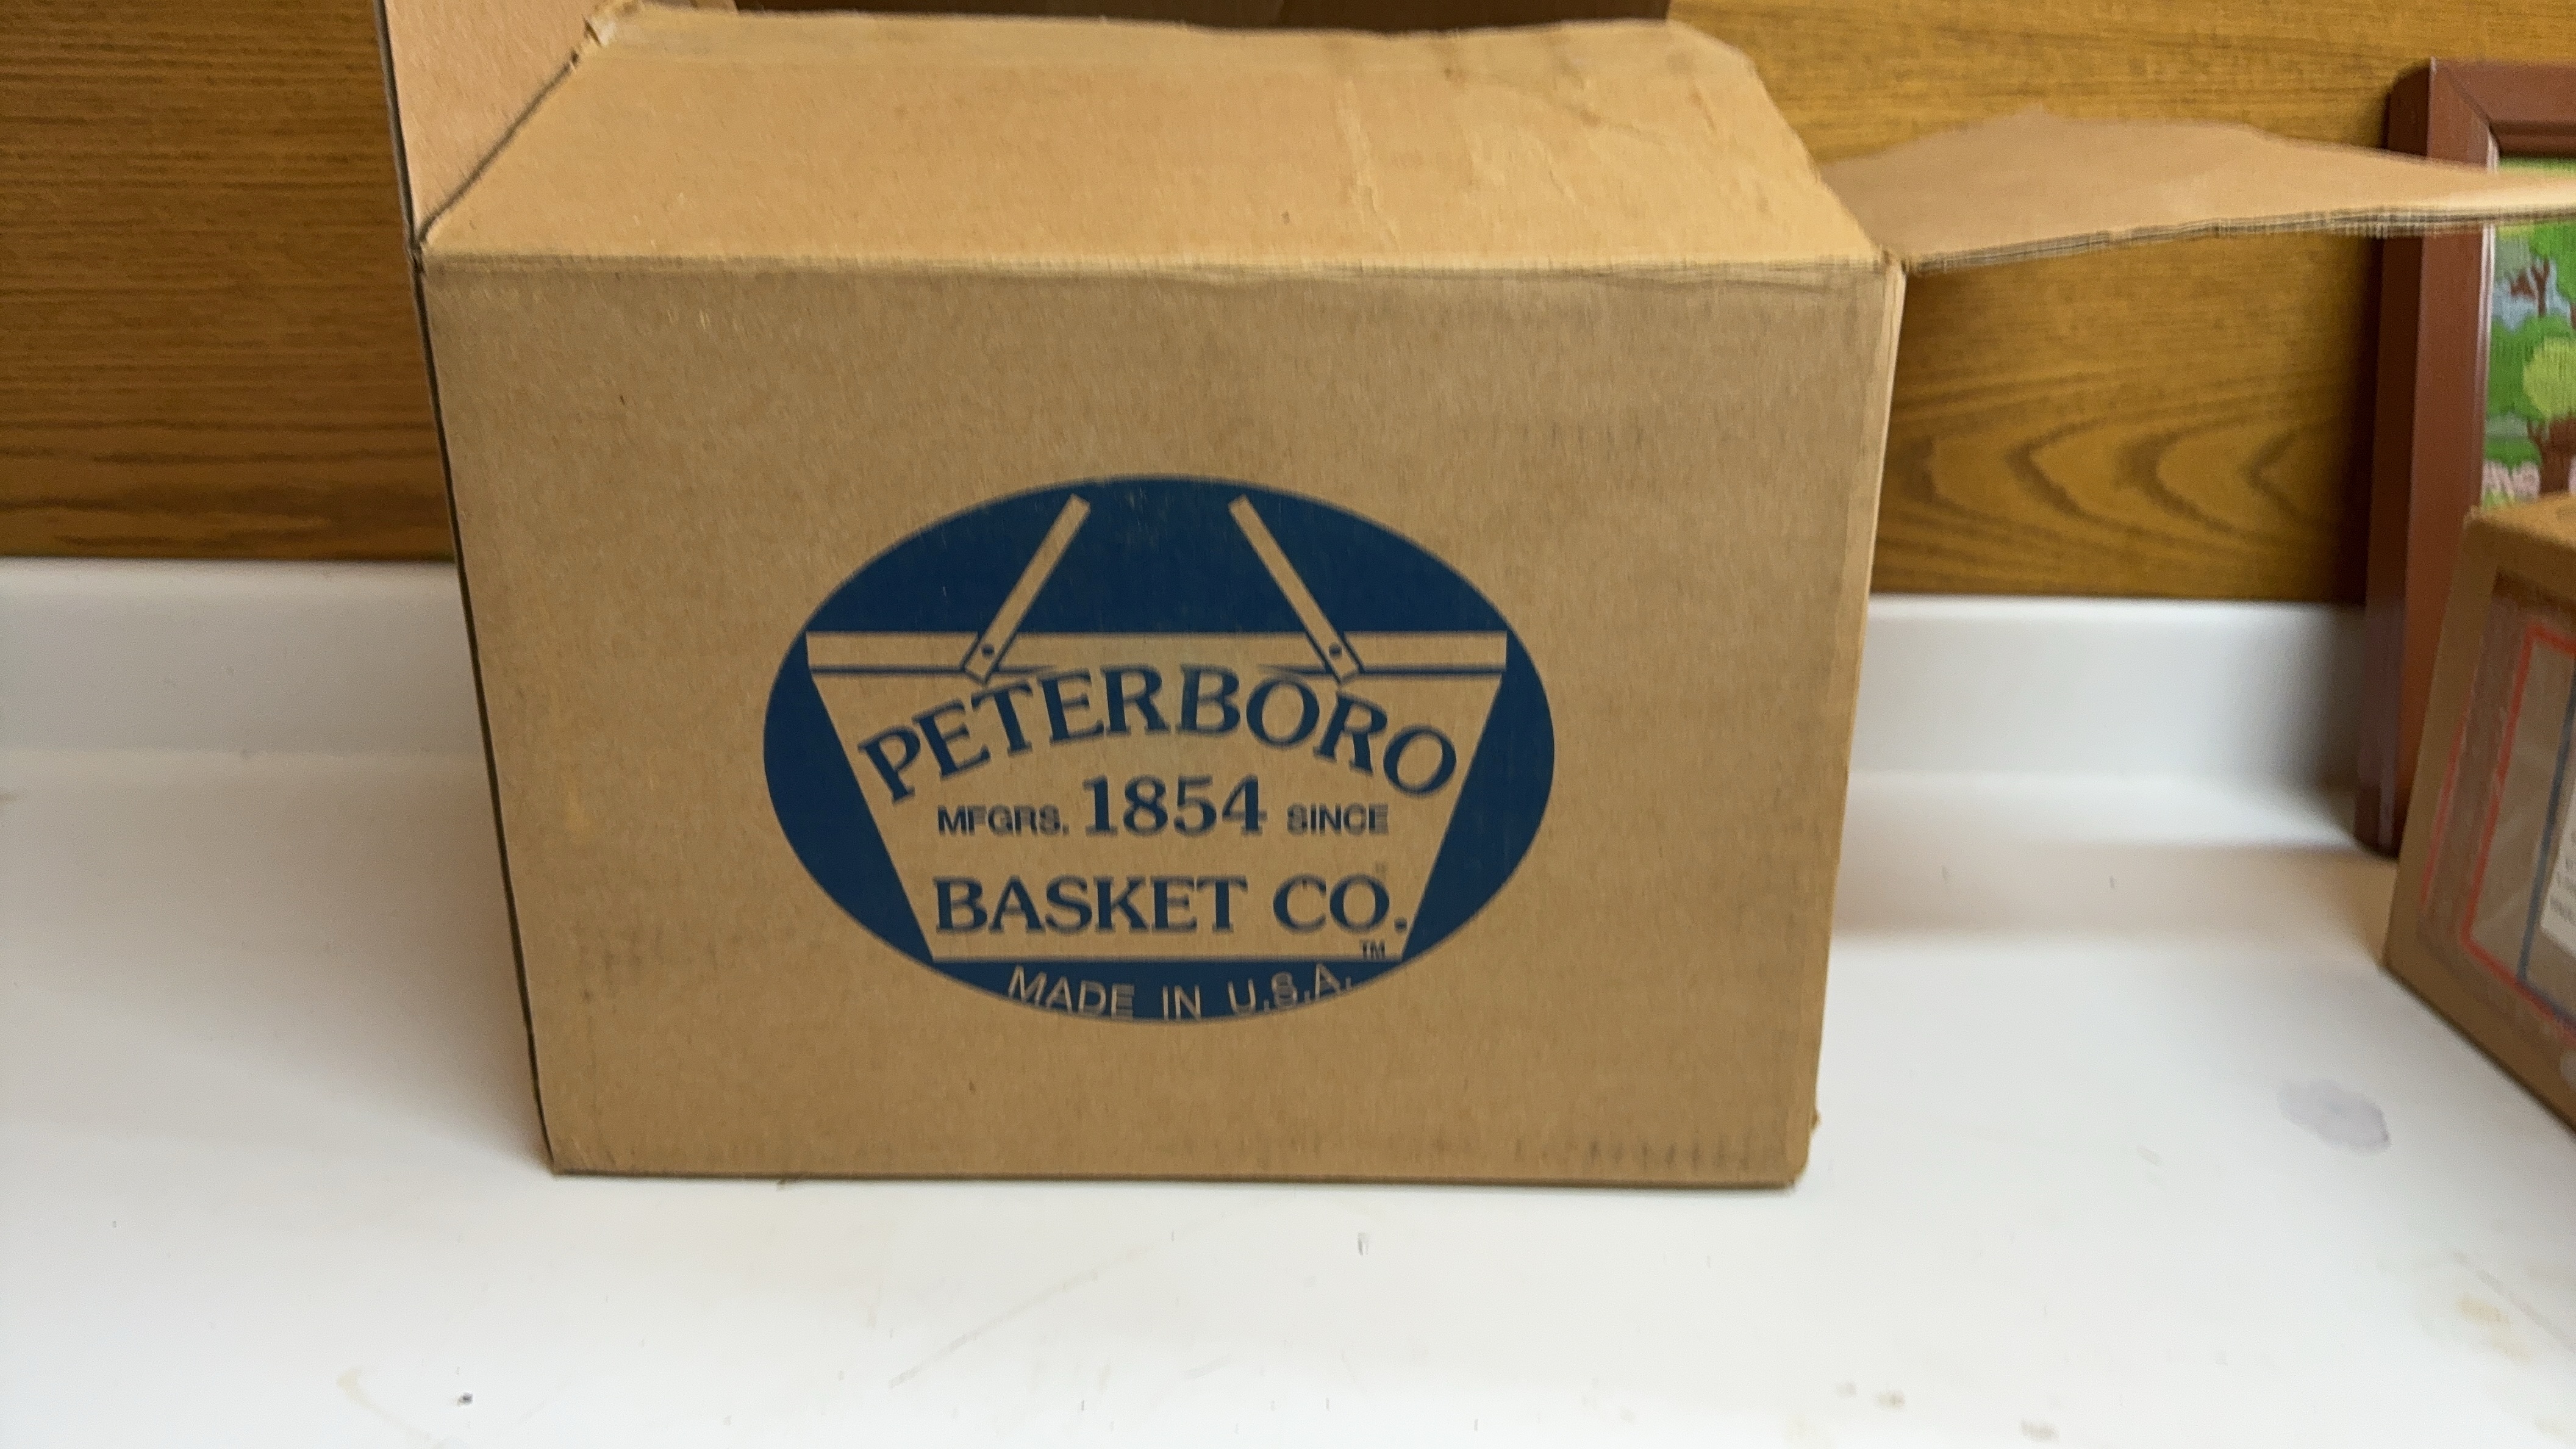 PETERBORO
MFGRS. 1854 SINCE
BASKET CO.
TM
MADE IN U.S.A.